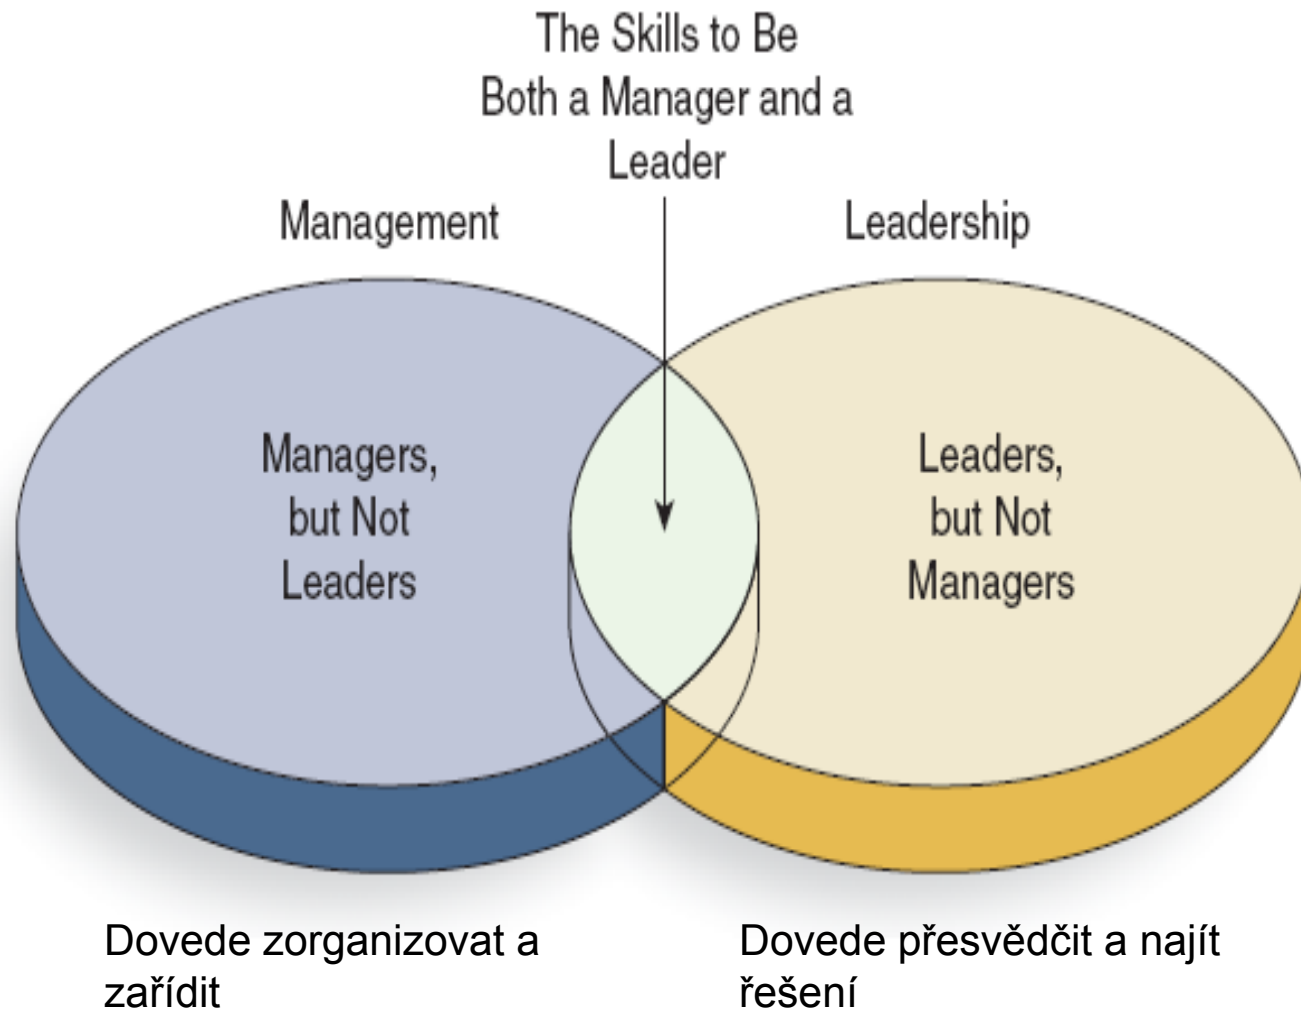 The Skills to Be
Both a Manager and a
Leader
Management
Leadership
Managers,
but Not
Leaders
Leaders,
but Not
Managers
Dovede zorganizovat a
zařídit
Dovede přesvědčit a najít
řešení